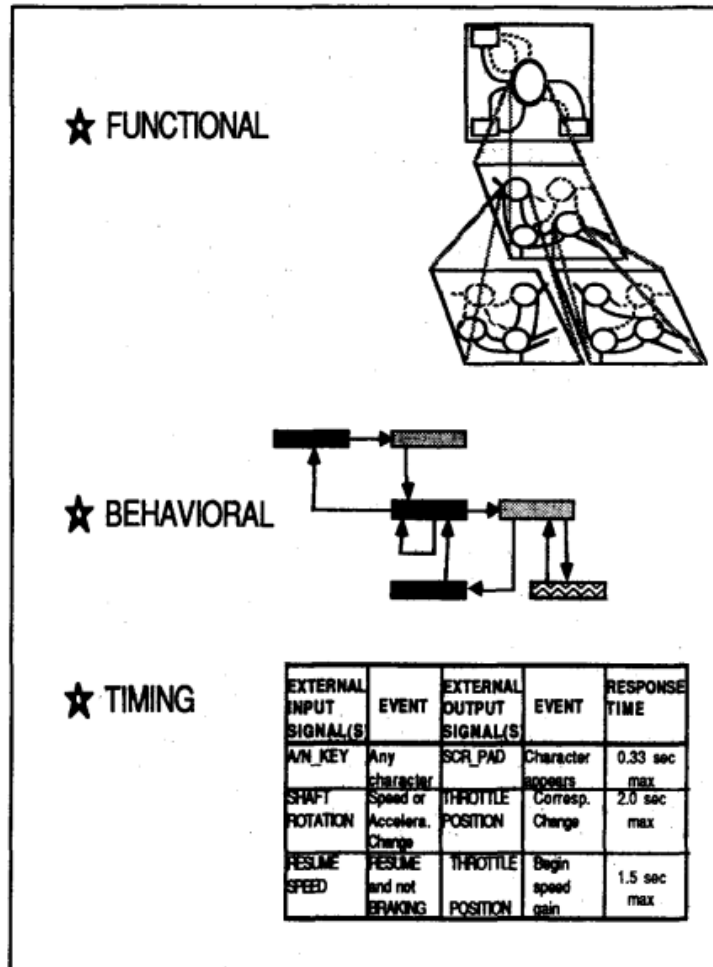 FUNCTIONAL
BEHAVIORAL
TIMING
EXTERNAL INPUT SIGNAL(S) EVENT EXTERNAL OUTPUT SIGNAL(S) EVENT RESPONSE TIME
A/N_KEY Any character SCR_PAD Character appears 0.33 sec max
SHAFT ROTATION Speed or Accelera. Change THROTTLE POSITION Corresp. Change 2.0 sec max
RESUME SPEED RESUME and not BRAKING THROTTLE POSITION Begin speed gain 1.5 sec max